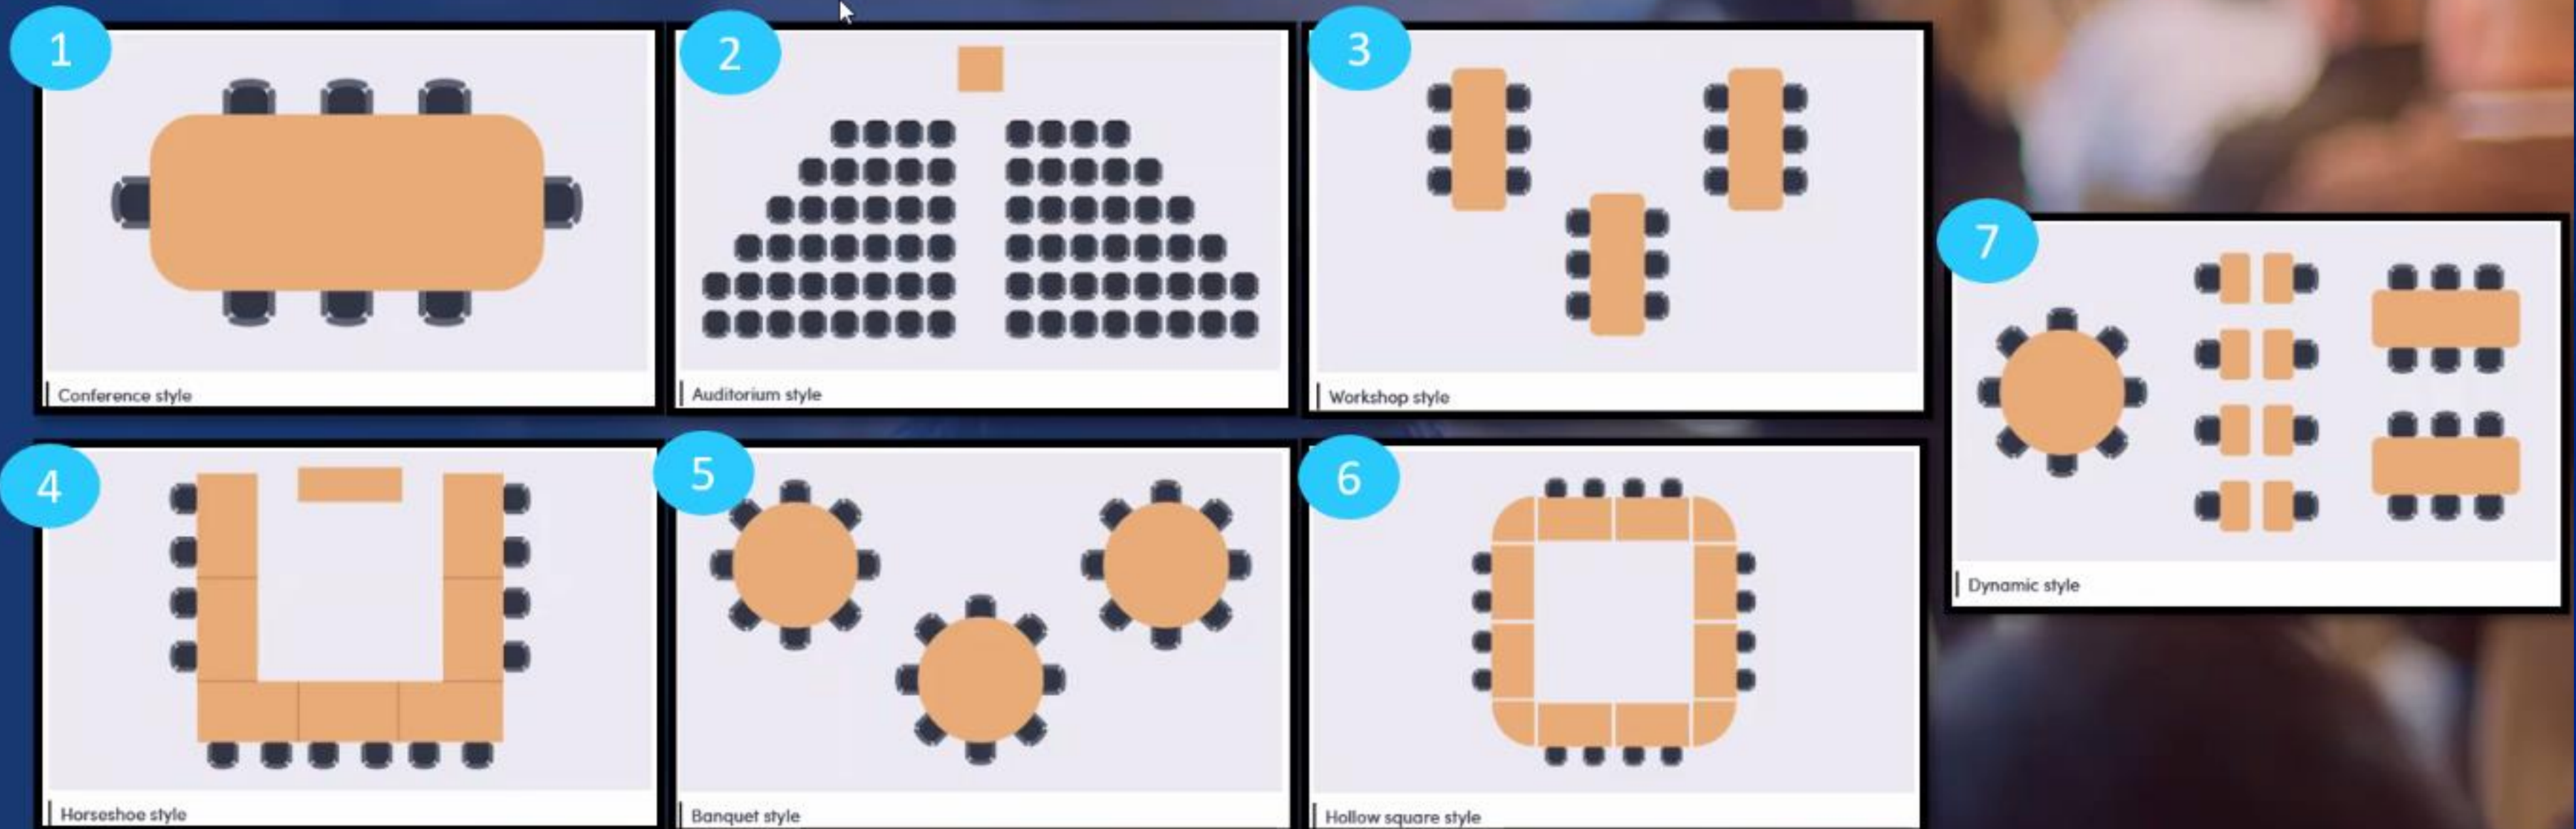 1
Conference style
2
Auditorium style
3
Workshop style
4
Horseshoe style
5
Banquet style
6
Hollow square style
7
Dynamic style